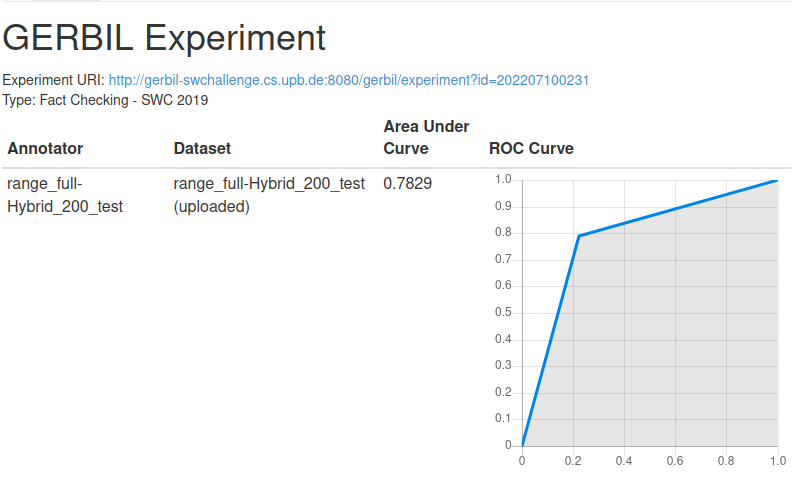 GERBIL Experiment
Experiment URI: http://gerbil-swchallenge.cs.upb.de:8080/gerbil/experiment?id=202207100231
Type: Fact Checking - SWC 2019
Annotator Dataset Area Under Curve ROC Curve
range_full-Hybrid_200_test range_full-Hybrid_200_test (uploaded) 0.7829
1.0
0.9
0.8
0.7
0.6
0.5
0.4
0.3
0.2
0.1
0
0 0.2 0.4 0.6 0.8 1.0